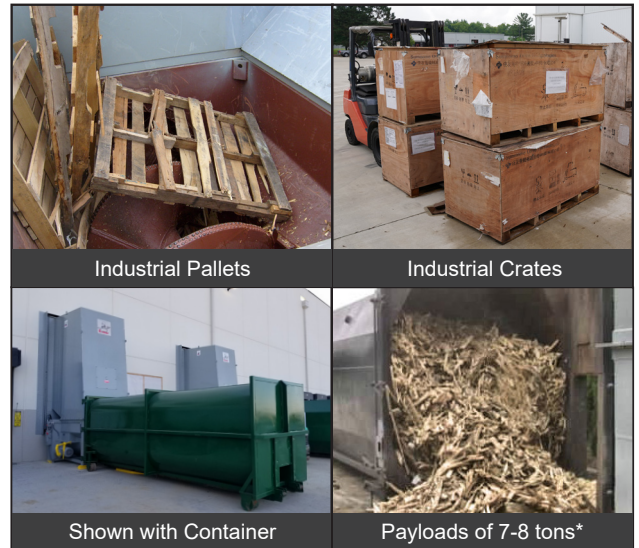 Industrial Pallets
Industrial Crates
Shown with Container
Payloads of 7-8 tons*